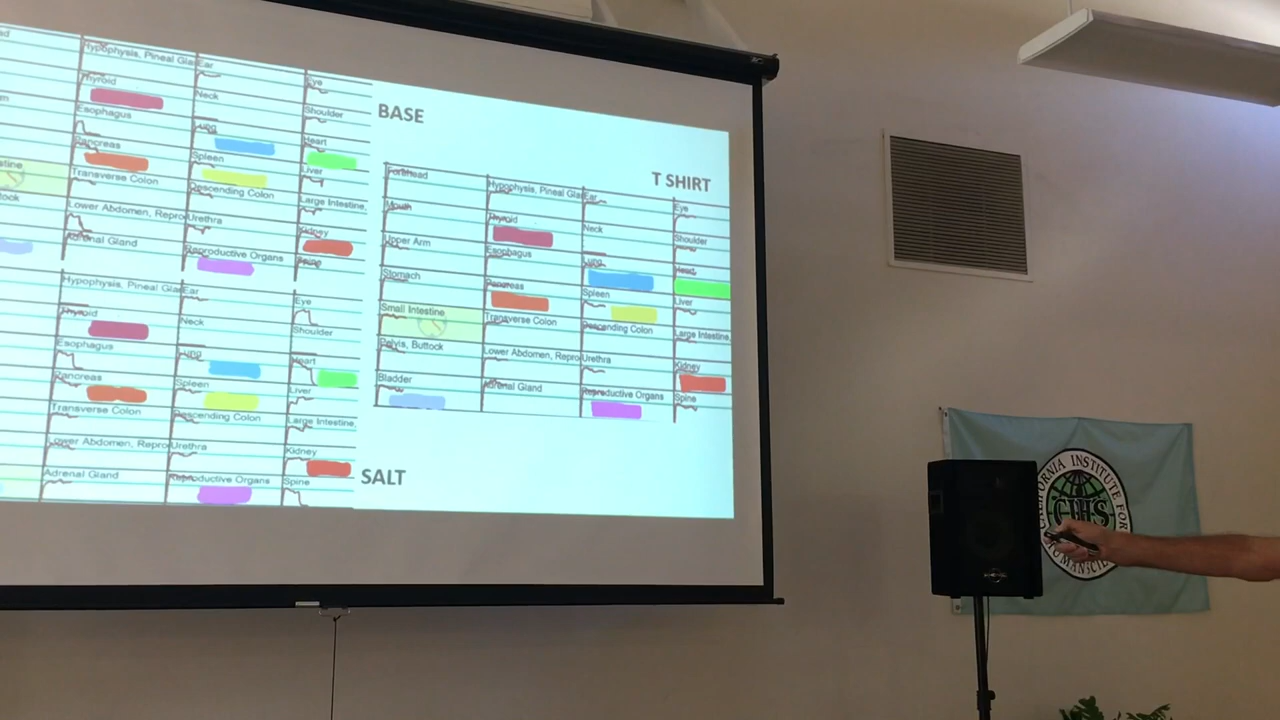 Hypophysis, Pineal Gla Ear Eye
Thyroid Neck Shoulder
Esophagus Lung Heart
Pancreas Spleen Liver
Transverse Colon Descending Colon Large Intestine,
Lower Abdomen, Repro Urethra Kidney
Adrenal Gland Reproductive Organs Spine
Hypophysis, Pineal Gla Ear Eye
Thyroid Neck Shoulder
Esophagus Lung Heart
Pancreas Spleen Liver
Transverse Colon Descending Colon Large Intestine,
Lower Abdomen, Repro Urethra Kidney
Adrenal Gland Reproductive Organs Spine
BASE
T SHIRT
Forehead Hypophysis, Pineal Gla Ear Eye
Mouth Thyroid Neck Shoulder
Upper Arm Esophagus Lung Heart
Stomach Pancreas Spleen Liver
Small Intestine Transverse Colon Descending Colon Large Intestine,
Pelvis, Buttock Lower Abdomen, Repro Urethra Kidney
Bladder Adrenal Gland Reproductive Organs Spine
SALT
INSTITUTE FOR
CIHS